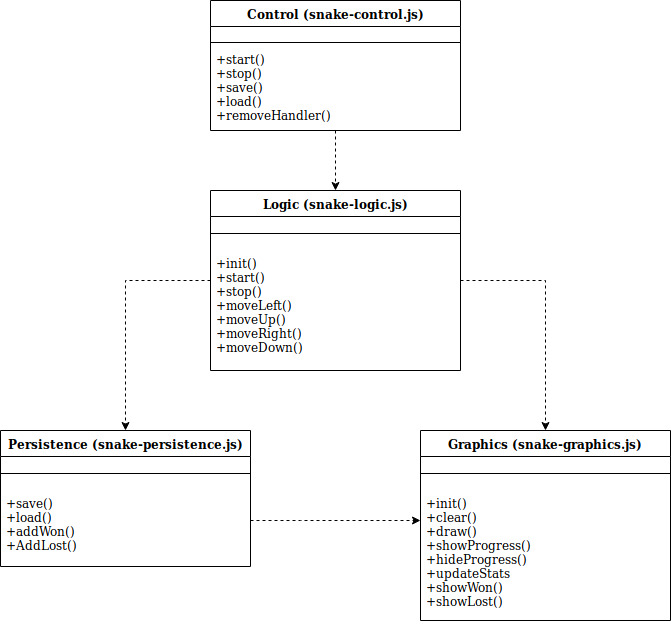 Control (snake-control.js)
+start()
+stop()
+save()
+load()
+removeHandler()
Logic (snake-logic.js)
+init()
+start()
+stop()
+moveLeft()
+moveUp()
+moveRight()
+moveDown()
Persistence (snake-persistence.js)
+save()
+load()
+addWon()
+AddLost()
Graphics (snake-graphics.js)
+init()
+clear()
+draw()
+showProgress()
+hideProgress()
+updateStats
+showWon()
+showLost()